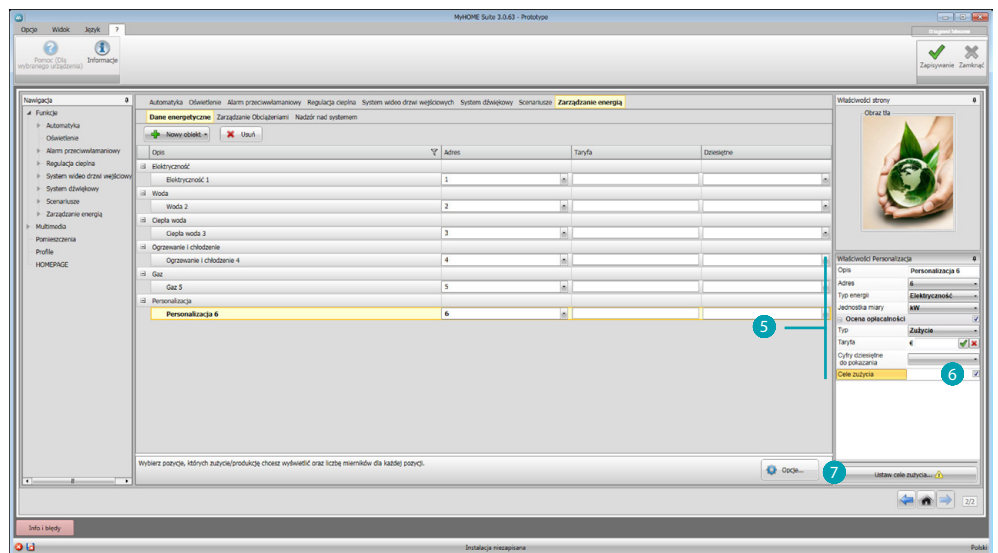 MyHOME Suite 3.0.63 - Prototype
Opcje Widok Język ?
Pomoc (Dla wybranego urządzenia)
Informacje
Zapisywanie Zamknąć
Nawigacja
Funkcje
Automatyka
Oświetlenie
Alarm przeciwwłamaniowy
Regulacja ciepłna
System wideo drzwi wejściowy
System dźwiękowy
Scenariusze
Zarządzanie energią
Multimedia
Pomieszczenia
Profile
HOMEPAGE
Automatyka Oświetlenie Alarm przeciwwłamaniowy Regulacja ciepłna System wideo drzwi wejściowych System dźwiękowy Scenariusze Zarządzanie energią
Dane energetyczne Zarządzanie Obciążeniami Nadzór nad systemem
Nowy obiekt Usuń
Opis Adres Taryfa Dziesiętne
Elektryczność
Elektryczność 1 1
Woda
Woda 2 2
Ciepła woda
Ciepła woda 3 3
Ogrzewanie i chłodzenie
Ogrzewanie i chłodzenie 4 4
Gaz
Gaz 5 5
Personalizacja
Personalizacja 6 6
Wybierz pozycje, których zużycie/produkcję chcesz wyświetlić oraz liczbę mierników dla każdej pozycji.
Opcje...
Właściwości strony
Obraz tła
Właściwości Personalizacja
Opis Personalizacja 6
Adres 6
Typ energii Elektryczność
Jednostka miary kW
Ocena opłacalności
Typ Zużycie
Taryfa €
Cyfry dziesiętne
do pokazania
Cele zużycia
5
6
7
Ustaw cele zużycia...
2/2
Info i błędy
Instalacja niezapisana
Polski